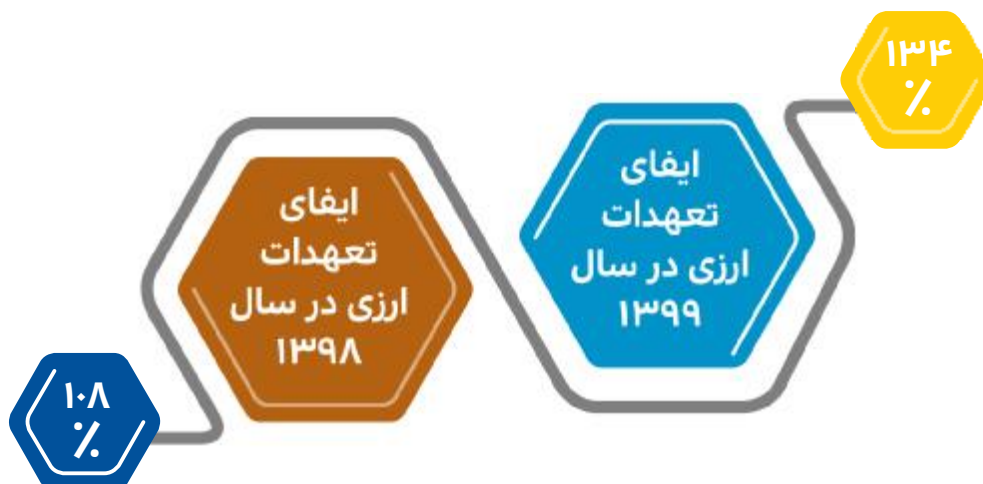 ۱۳۴
٪
ایفای
تعهدات
ارزی در سال
۱۳۹۹
ایفای
تعهدات
ارزی در سال
۱۳۹۸
۱۰۸
٪